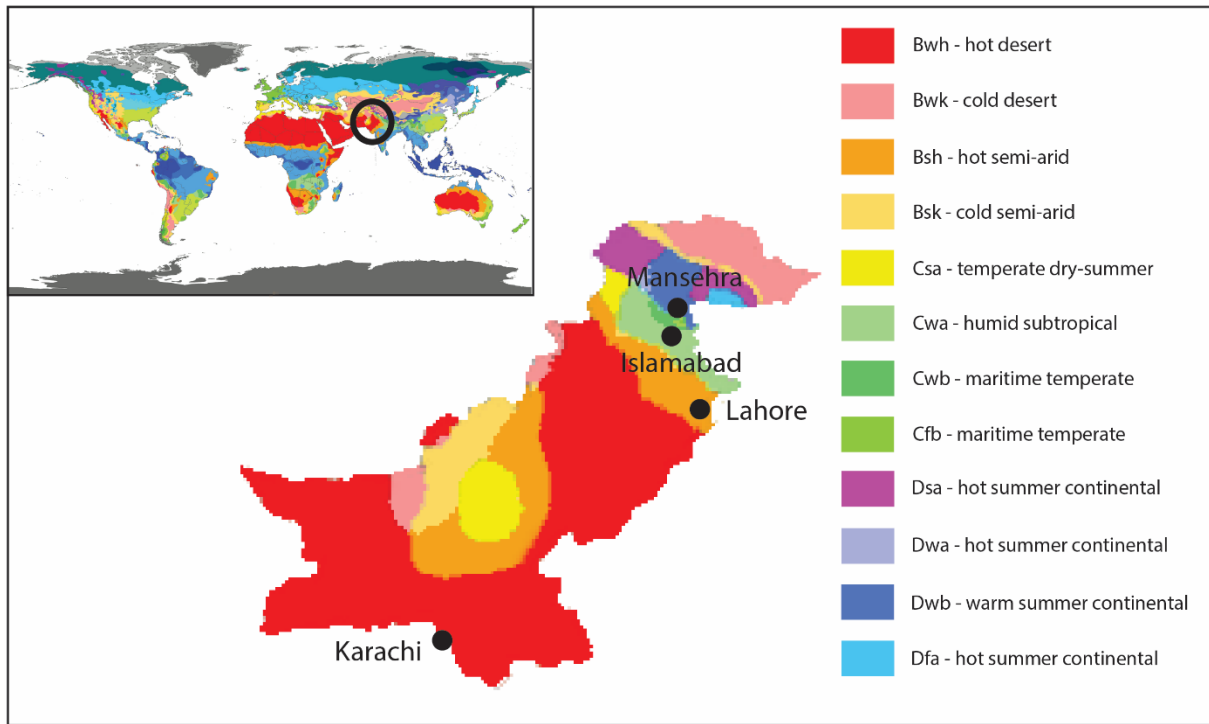 Bwh - hot desert
Bwk - cold desert
Bsh - hot semi-arid
Bsk - cold semi-arid
Csa - temperate dry-summer
Cwa - humid subtropical
Cwb - maritime temperate
Cfb - maritime temperate
Dsa - hot summer continental
Dwa - hot summer continental
Dwb - warm summer continental
Dfa - hot summer continental
Mansehra
Islamabad
Lahore
Karachi